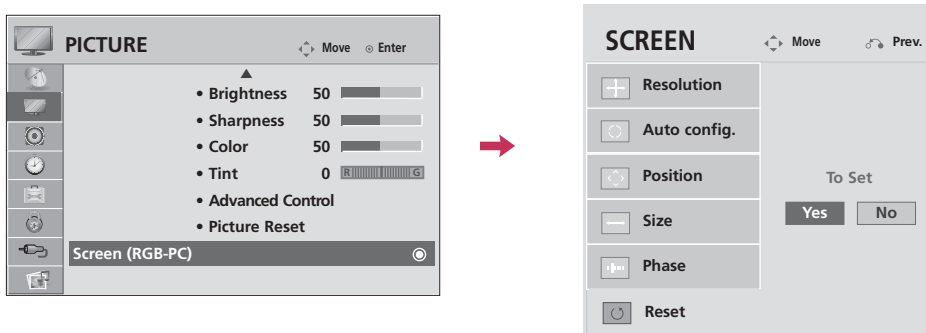 PICTURE
Move Enter
• Brightness 50
• Sharpness 50
• Color 50
• Tint 0 R G
• Advanced Control
• Picture Reset
Screen (RGB-PC)
SCREEN
Move Prev.
Resolution
Auto config.
Position
Size
Phase
Reset
To Set
Yes No